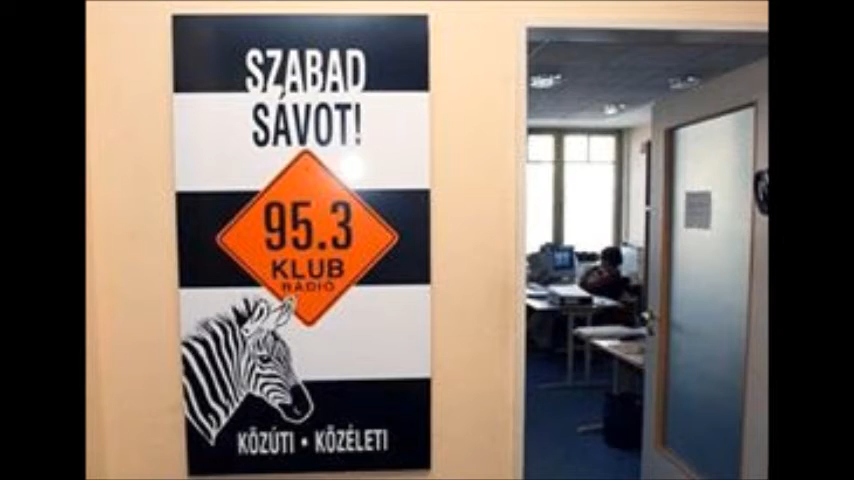 SZABAD
SÁVOT!
95.3
KLUB
RÁDIÓ
KÖZÚTI • KÖZÉLETI